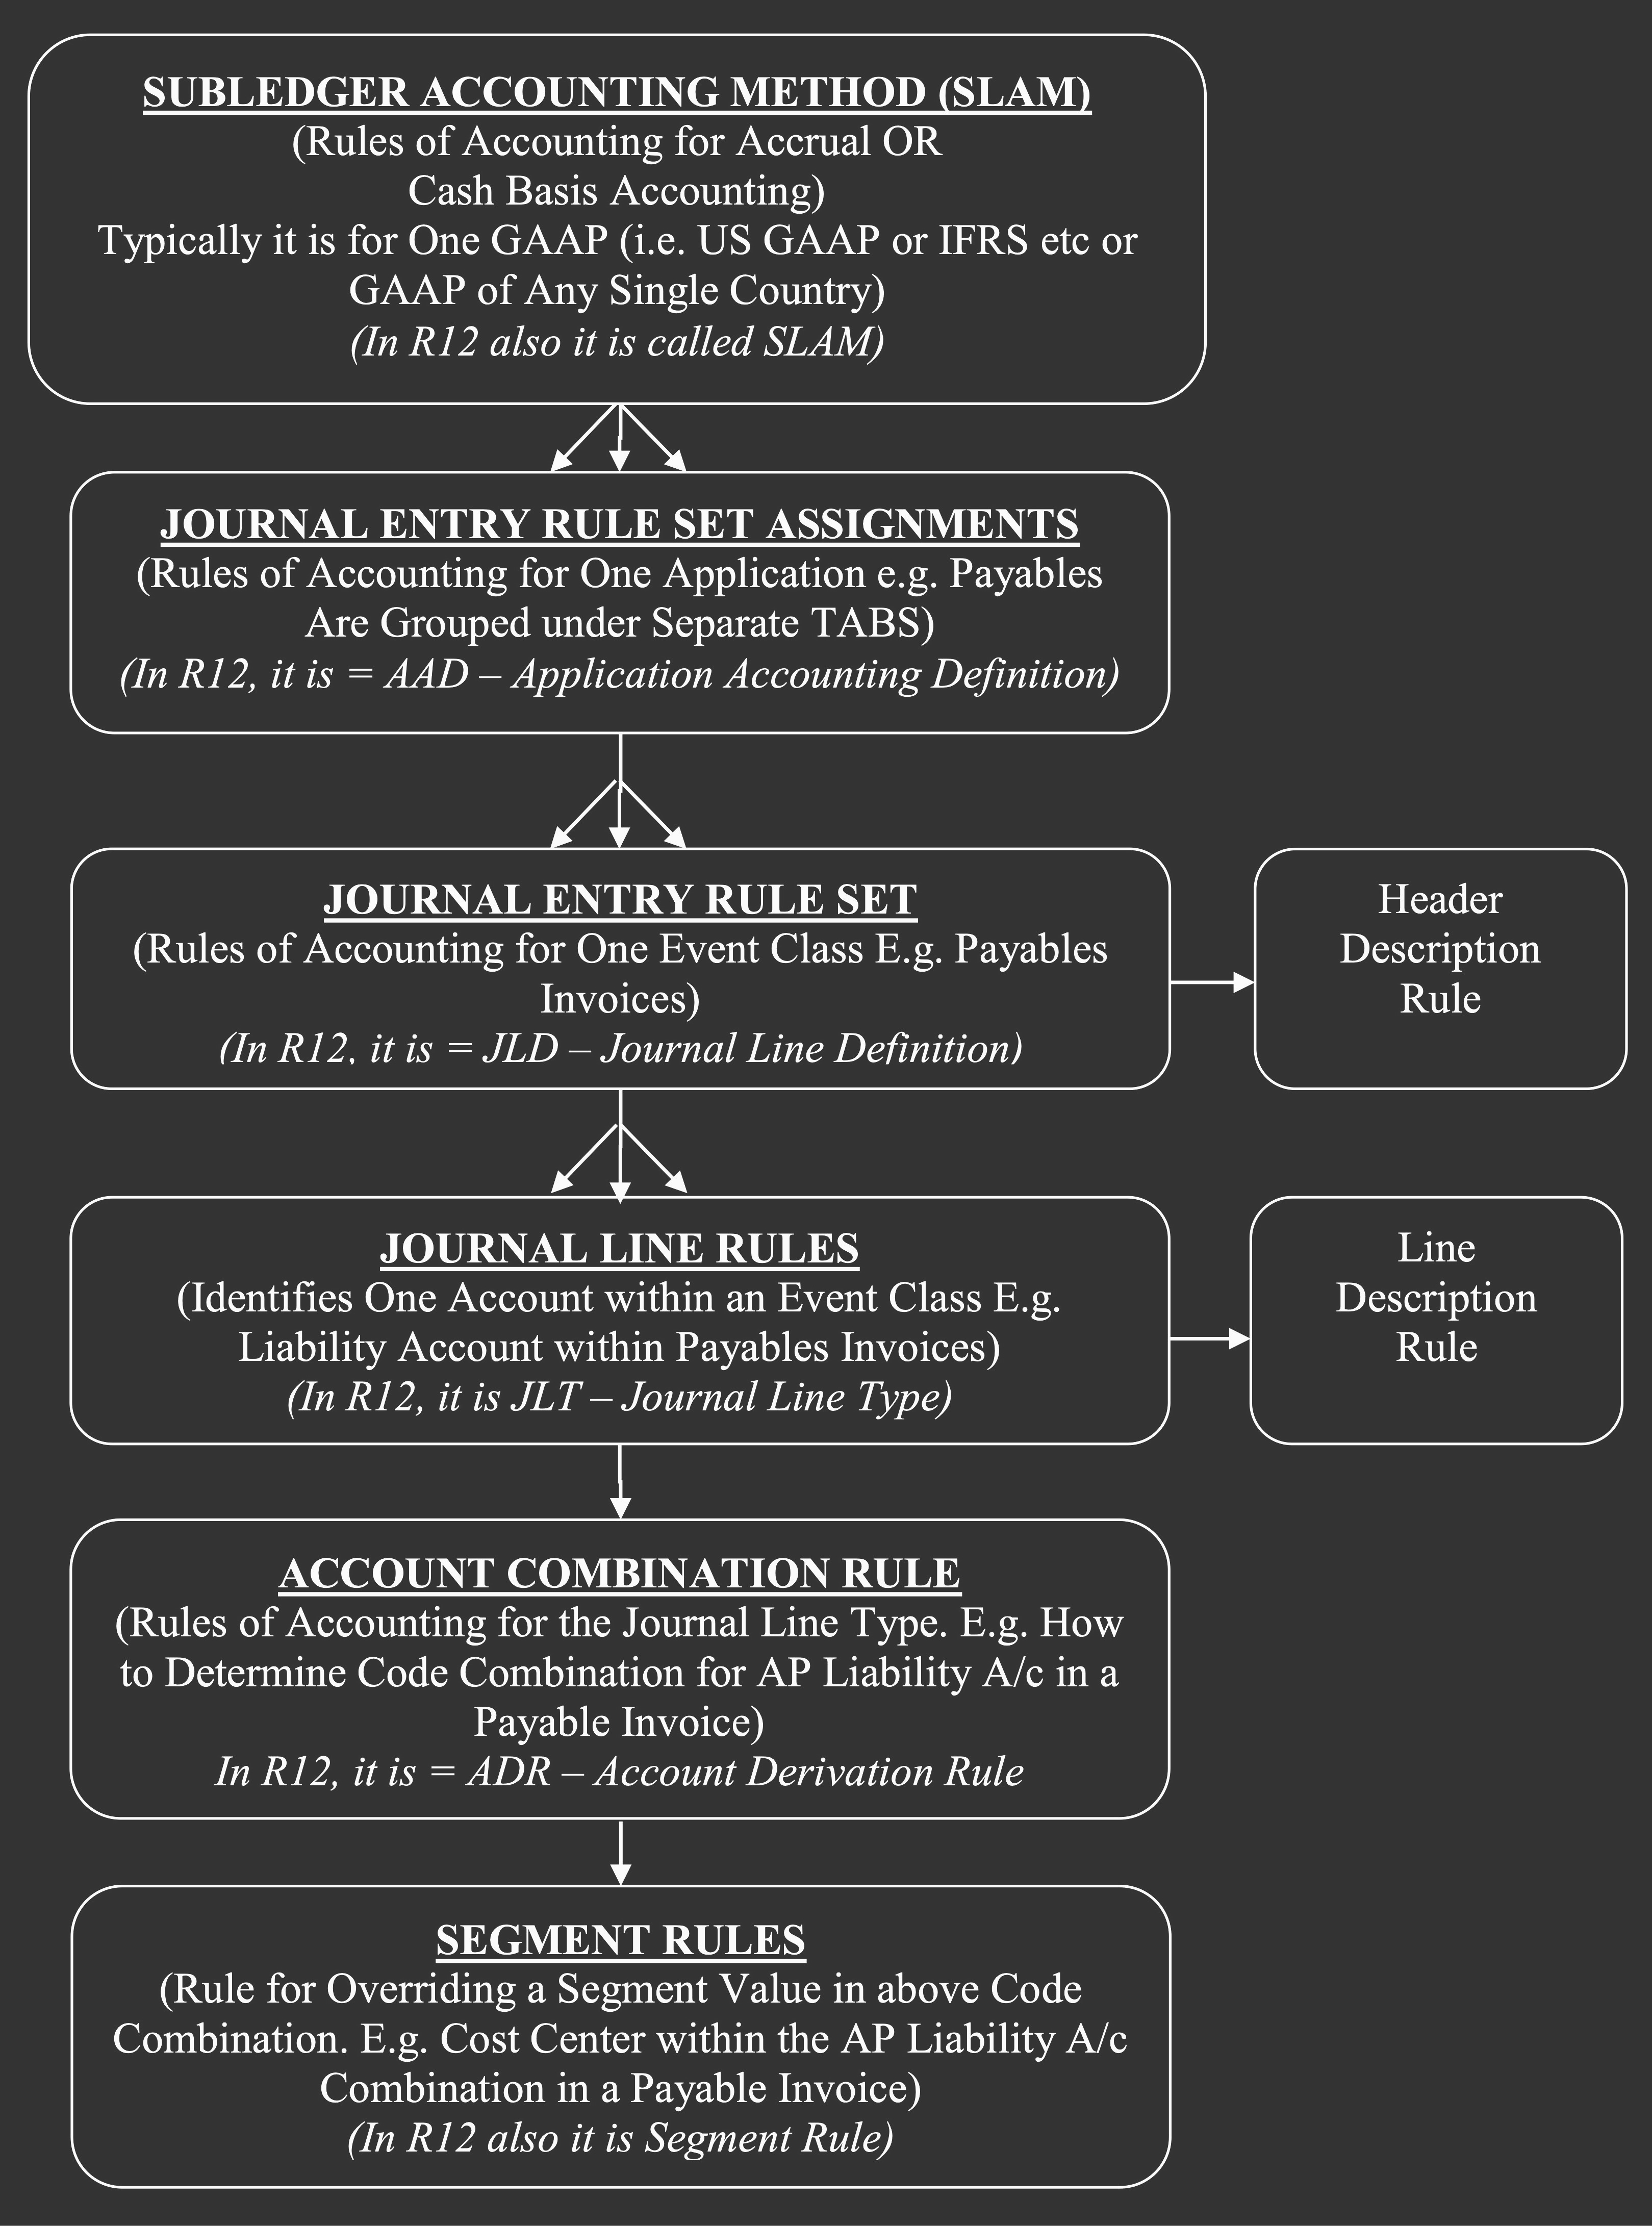 SUBLEDGER ACCOUNTING METHOD (SLAM)
(Rules of Accounting for Accrual OR
Cash Basis Accounting)
Typically it is for One GAAP (i.e. US GAAP or IFRS etc or
GAAP of Any Single Country)
(In R12 also it is called SLAM)
JOURNAL ENTRY RULE SET ASSIGNMENTS
(Rules of Accounting for One Application e.g. Payables
Are Grouped under Separate TABS)
(In R12, it is = AAD – Application Accounting Definition)
JOURNAL ENTRY RULE SET
(Rules of Accounting for One Event Class E.g. Payables
Invoices)
(In R12, it is = JLD – Journal Line Definition)
Header
Description
Rule
JOURNAL LINE RULES
(Identifies One Account within an Event Class E.g.
Liability Account within Payables Invoices)
(In R12, it is JLT – Journal Line Type)
Line
Description
Rule
ACCOUNT COMBINATION RULE
(Rules of Accounting for the Journal Line Type. E.g. How
to Determine Code Combination for AP Liability A/c in a
Payable Invoice)
In R12, it is = ADR – Account Derivation Rule
SEGMENT RULES
(Rule for Overriding a Segment Value in above Code
Combination. E.g. Cost Center within the AP Liability A/c
Combination in a Payable Invoice)
(In R12 also it is Segment Rule)